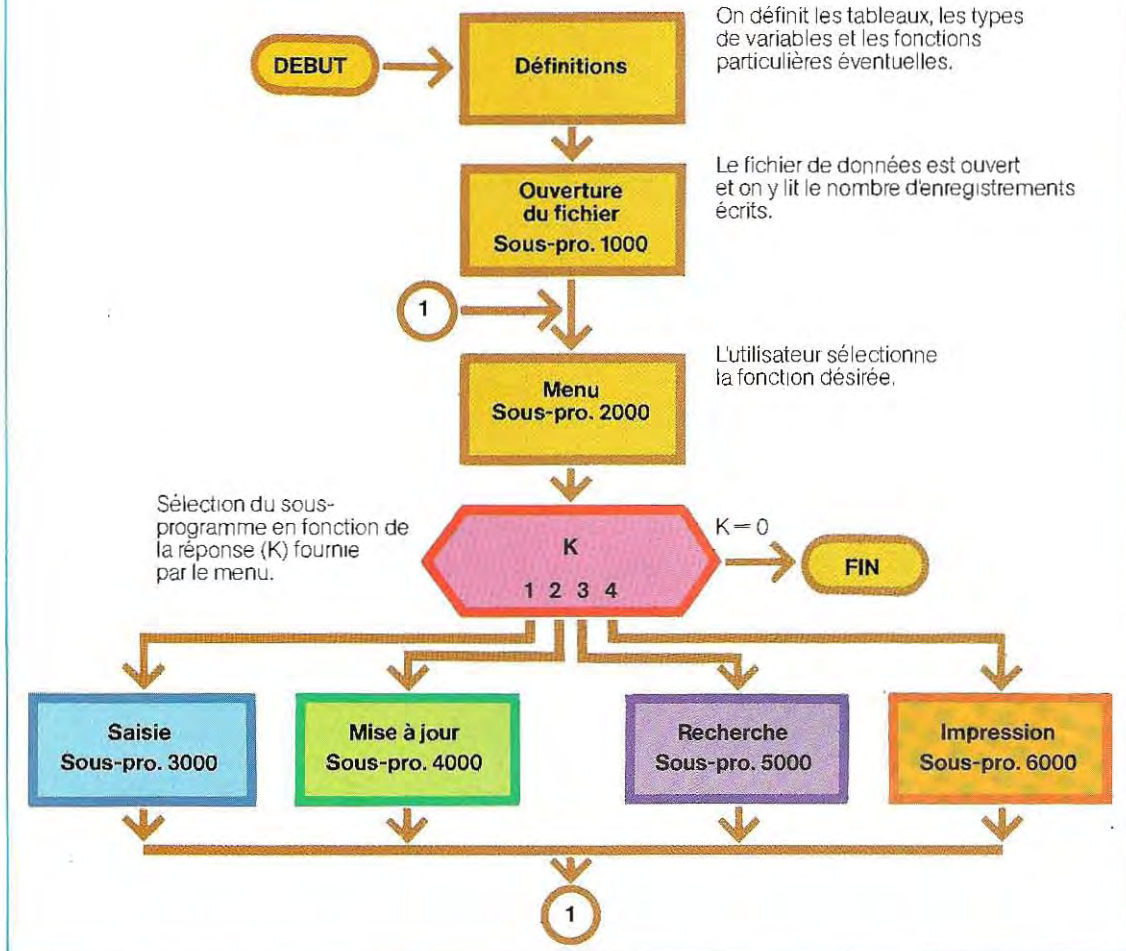 On définit les tableaux, les types
de variables et les fonctions
particulières éventuelles.
DEBUT
Définitions
Le fichier de données est ouvert
et on y lit le nombre d'enregistrements
écrits.
Ouverture
du fichier
Sous-pro. 1000
1
L'utilisateur sélectionne
la fonction désirée.
Menu
Sous-pro. 2000
Sélection du sous-
programme en fonction de
la réponse (K) fournie
par le menu.
K
1 2 3 4
K = 0
FIN
Saisie
Sous-pro. 3000
Mise à jour
Sous-pro. 4000
Recherche
Sous-pro. 5000
Impression
Sous-pro. 6000
1